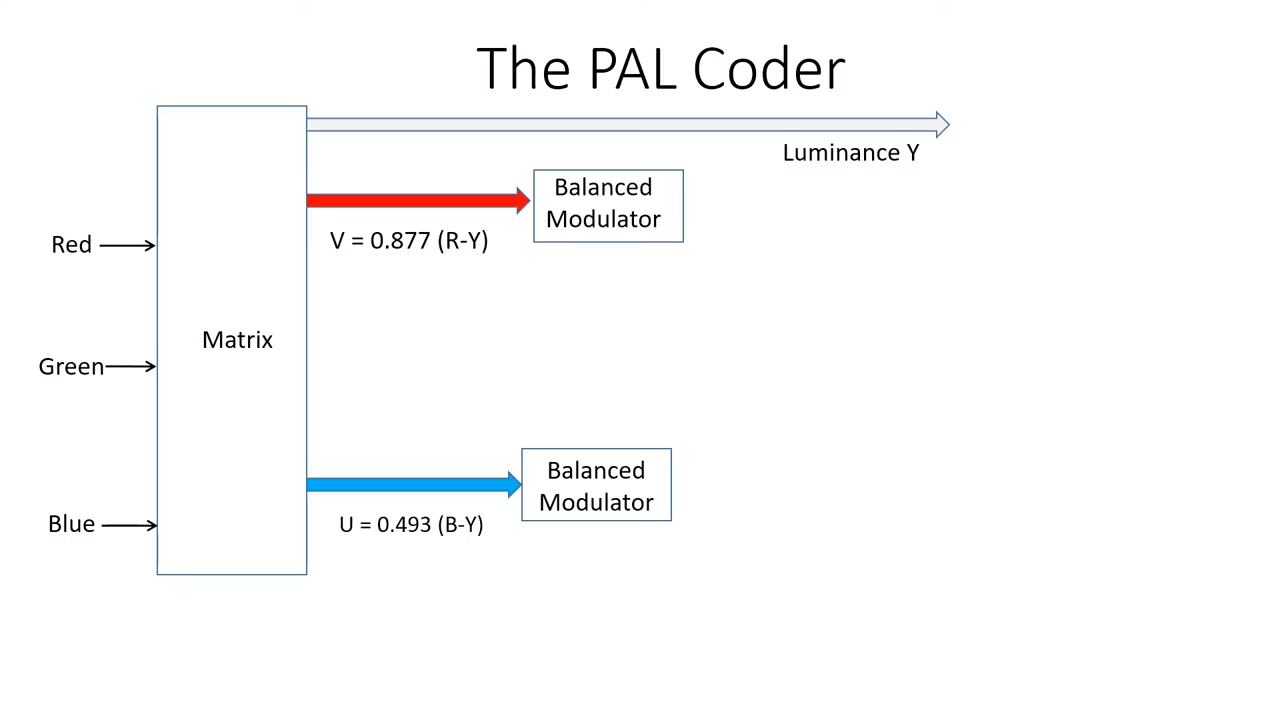 The PAL Coder
Luminance Y
Balanced
Modulator
V = 0.877 (R-Y)
Red
Matrix
Green
Balanced
Modulator
Blue
U = 0.493 (B-Y)